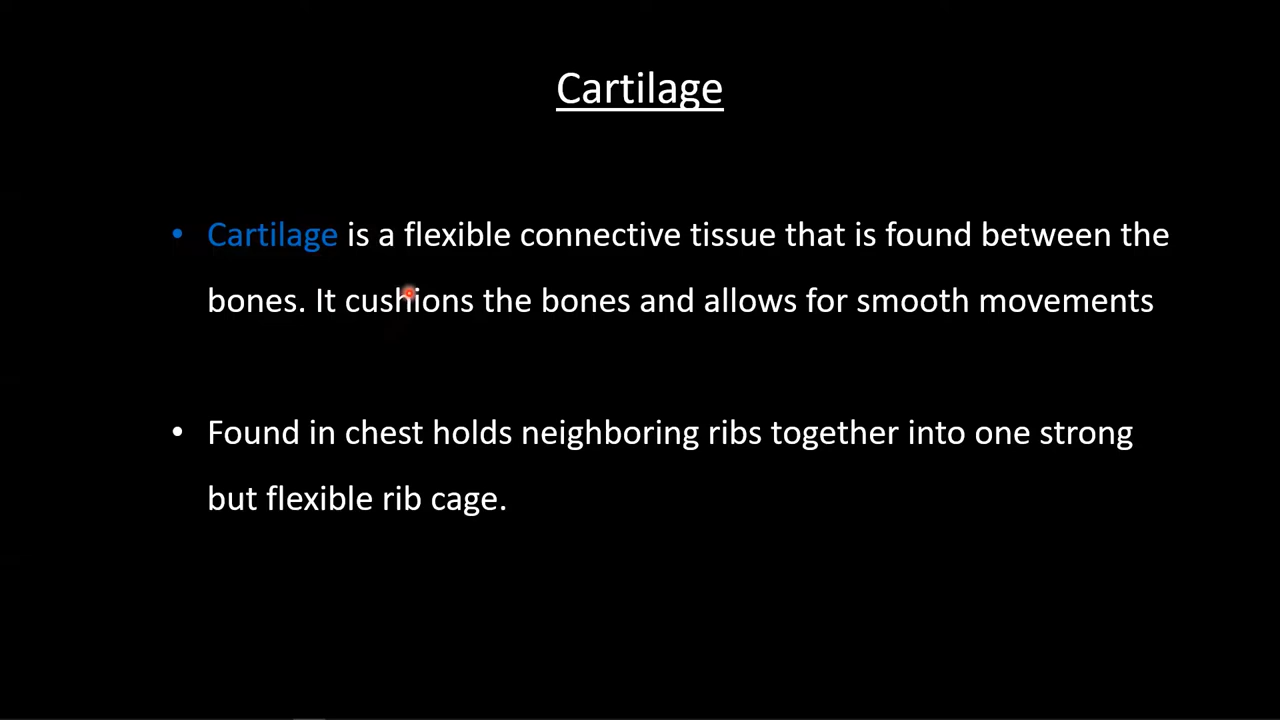 Cartilage
• Cartilage is a flexible connective tissue that is found between the
bones. It cushions the bones and allows for smooth movements
• Found in chest holds neighboring ribs together into one strong
but flexible rib cage.